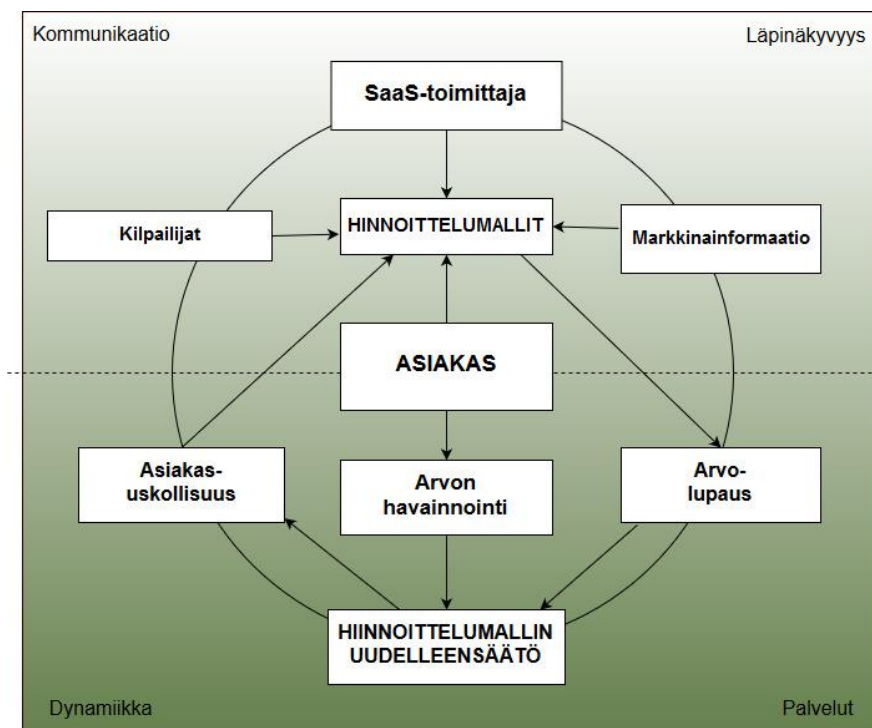 Kommunikaatio
Läpinäkyvyys
SaaS-toimittaja
Kilpailijat
HINNOITTELUMALLIT
Markkinainformaatio
ASIAKAS
Asiakas-
uskollisuus
Arvon
havainnointi
Arvo-
lupaus
HIINNOITTELUMALLIN
UUDELLEENSÄÄTÖ
Dynamiikka
Palvelut